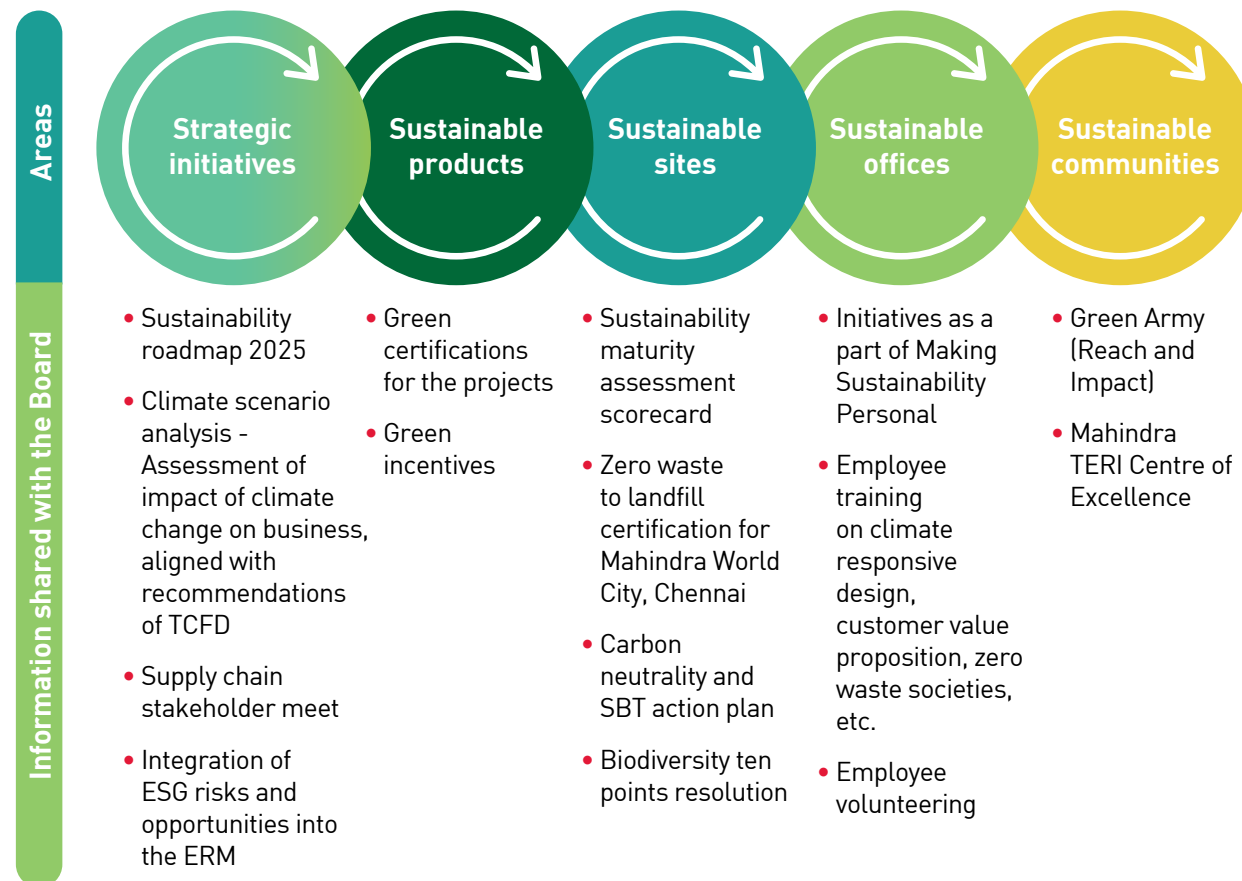 Areas
Strategic
initiatives
Sustainable
products
Sustainable
sites
Sustainable
offices
Sustainable
communities
Information shared with the Board
• Sustainability
roadmap 2025
• Climate scenario
analysis -
Assessment of
impact of climate
change on business,
aligned with
recommendations
of TCFD
• Supply chain
stakeholder meet
• Integration of
ESG risks and
opportunities into
the ERM
• Green
certifications
for the projects
• Green
incentives
• Sustainability
maturity
assessment
scorecard
• Zero waste
to landfill
certification for
Mahindra World
City, Chennai
• Carbon
neutrality and
SBT action plan
• Biodiversity ten
points resolution
• Initiatives as a
part of Making
Sustainability
Personal
• Employee
training
on climate
responsive
design,
customer value
proposition, zero
waste societies,
etc.
• Employee
volunteering
• Green Army
(Reach and
Impact)
• Mahindra
TERI Centre of
Excellence